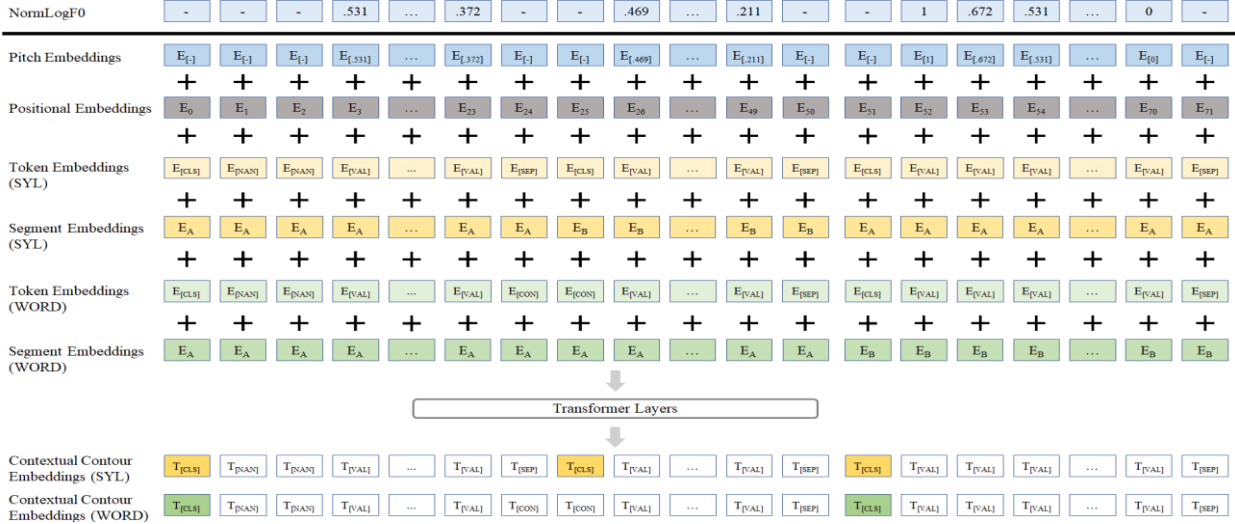 NormLogF0 - - - .531 ... .372 - - .469 ... .211 - - 1 .672 .531 ... 0 -
Pitch Embeddings E[-] E[-] E[-] E[.531] ... E[.372] E[-] E[-] E[.469] ... E[.211] E[-] E[-] E[1] E[.672] E[.531] ... E[0] E[-]
+ + + + + + + + + + + + + + + + + +
Positional Embeddings E0 E1 E2 E3 ... E23 E24 E25 E26 ... E49 E50 E51 E52 E53 E54 ... E70 E71
+ + + + + + + + + + + + + + + + + +
Token Embeddings E[CLS] E[NAN] E[NAN] E[VAL] ... E[VAL] E[SEP] E[CLS] E[VAL] ... E[VAL] E[SEP] E[CLS] E[VAL] E[VAL] E[VAL] ... E[VAL] E[SEP]
(SYL)
+ + + + + + + + + + + + + + + + + +
Segment Embeddings EA EA EA EA ... EA EA EB EB ... EB EB EA EA EA EA ... EA EA
(SYL)
+ + + + + + + + + + + + + + + + + +
Token Embeddings E[CLS] E[NAN] E[NAN] E[VAL] ... E[VAL] E[CON] E[CON] E[VAL] ... E[VAL] E[SEP] E[CLS] E[VAL] E[VAL] E[VAL] ... E[VAL] E[SEP]
(WORD)
+ + + + + + + + + + + + + + + + + +
Segment Embeddings EA EA EA EA ... EA EA EA EA ... EA EA EB EB EB EB ... EB EB
(WORD)
Transformer Layers
Contextual Contour T[CLS] T[NAN] T[NAN] T[VAL] ... T[VAL] T[SEP] T[CLS] T[VAL] ... T[VAL] T[SEP] T[CLS] T[VAL] T[VAL] T[VAL] ... T[VAL] T[SEP]
Embeddings (SYL)
Contextual Contour T[CLS] T[NAN] T[NAN] T[VAL] ... T[VAL] T[CON] T[CON] T[VAL] ... T[VAL] T[SEP] T[CLS] T[VAL] T[VAL] T[VAL] ... T[VAL] T[SEP]
Embeddings (WORD)